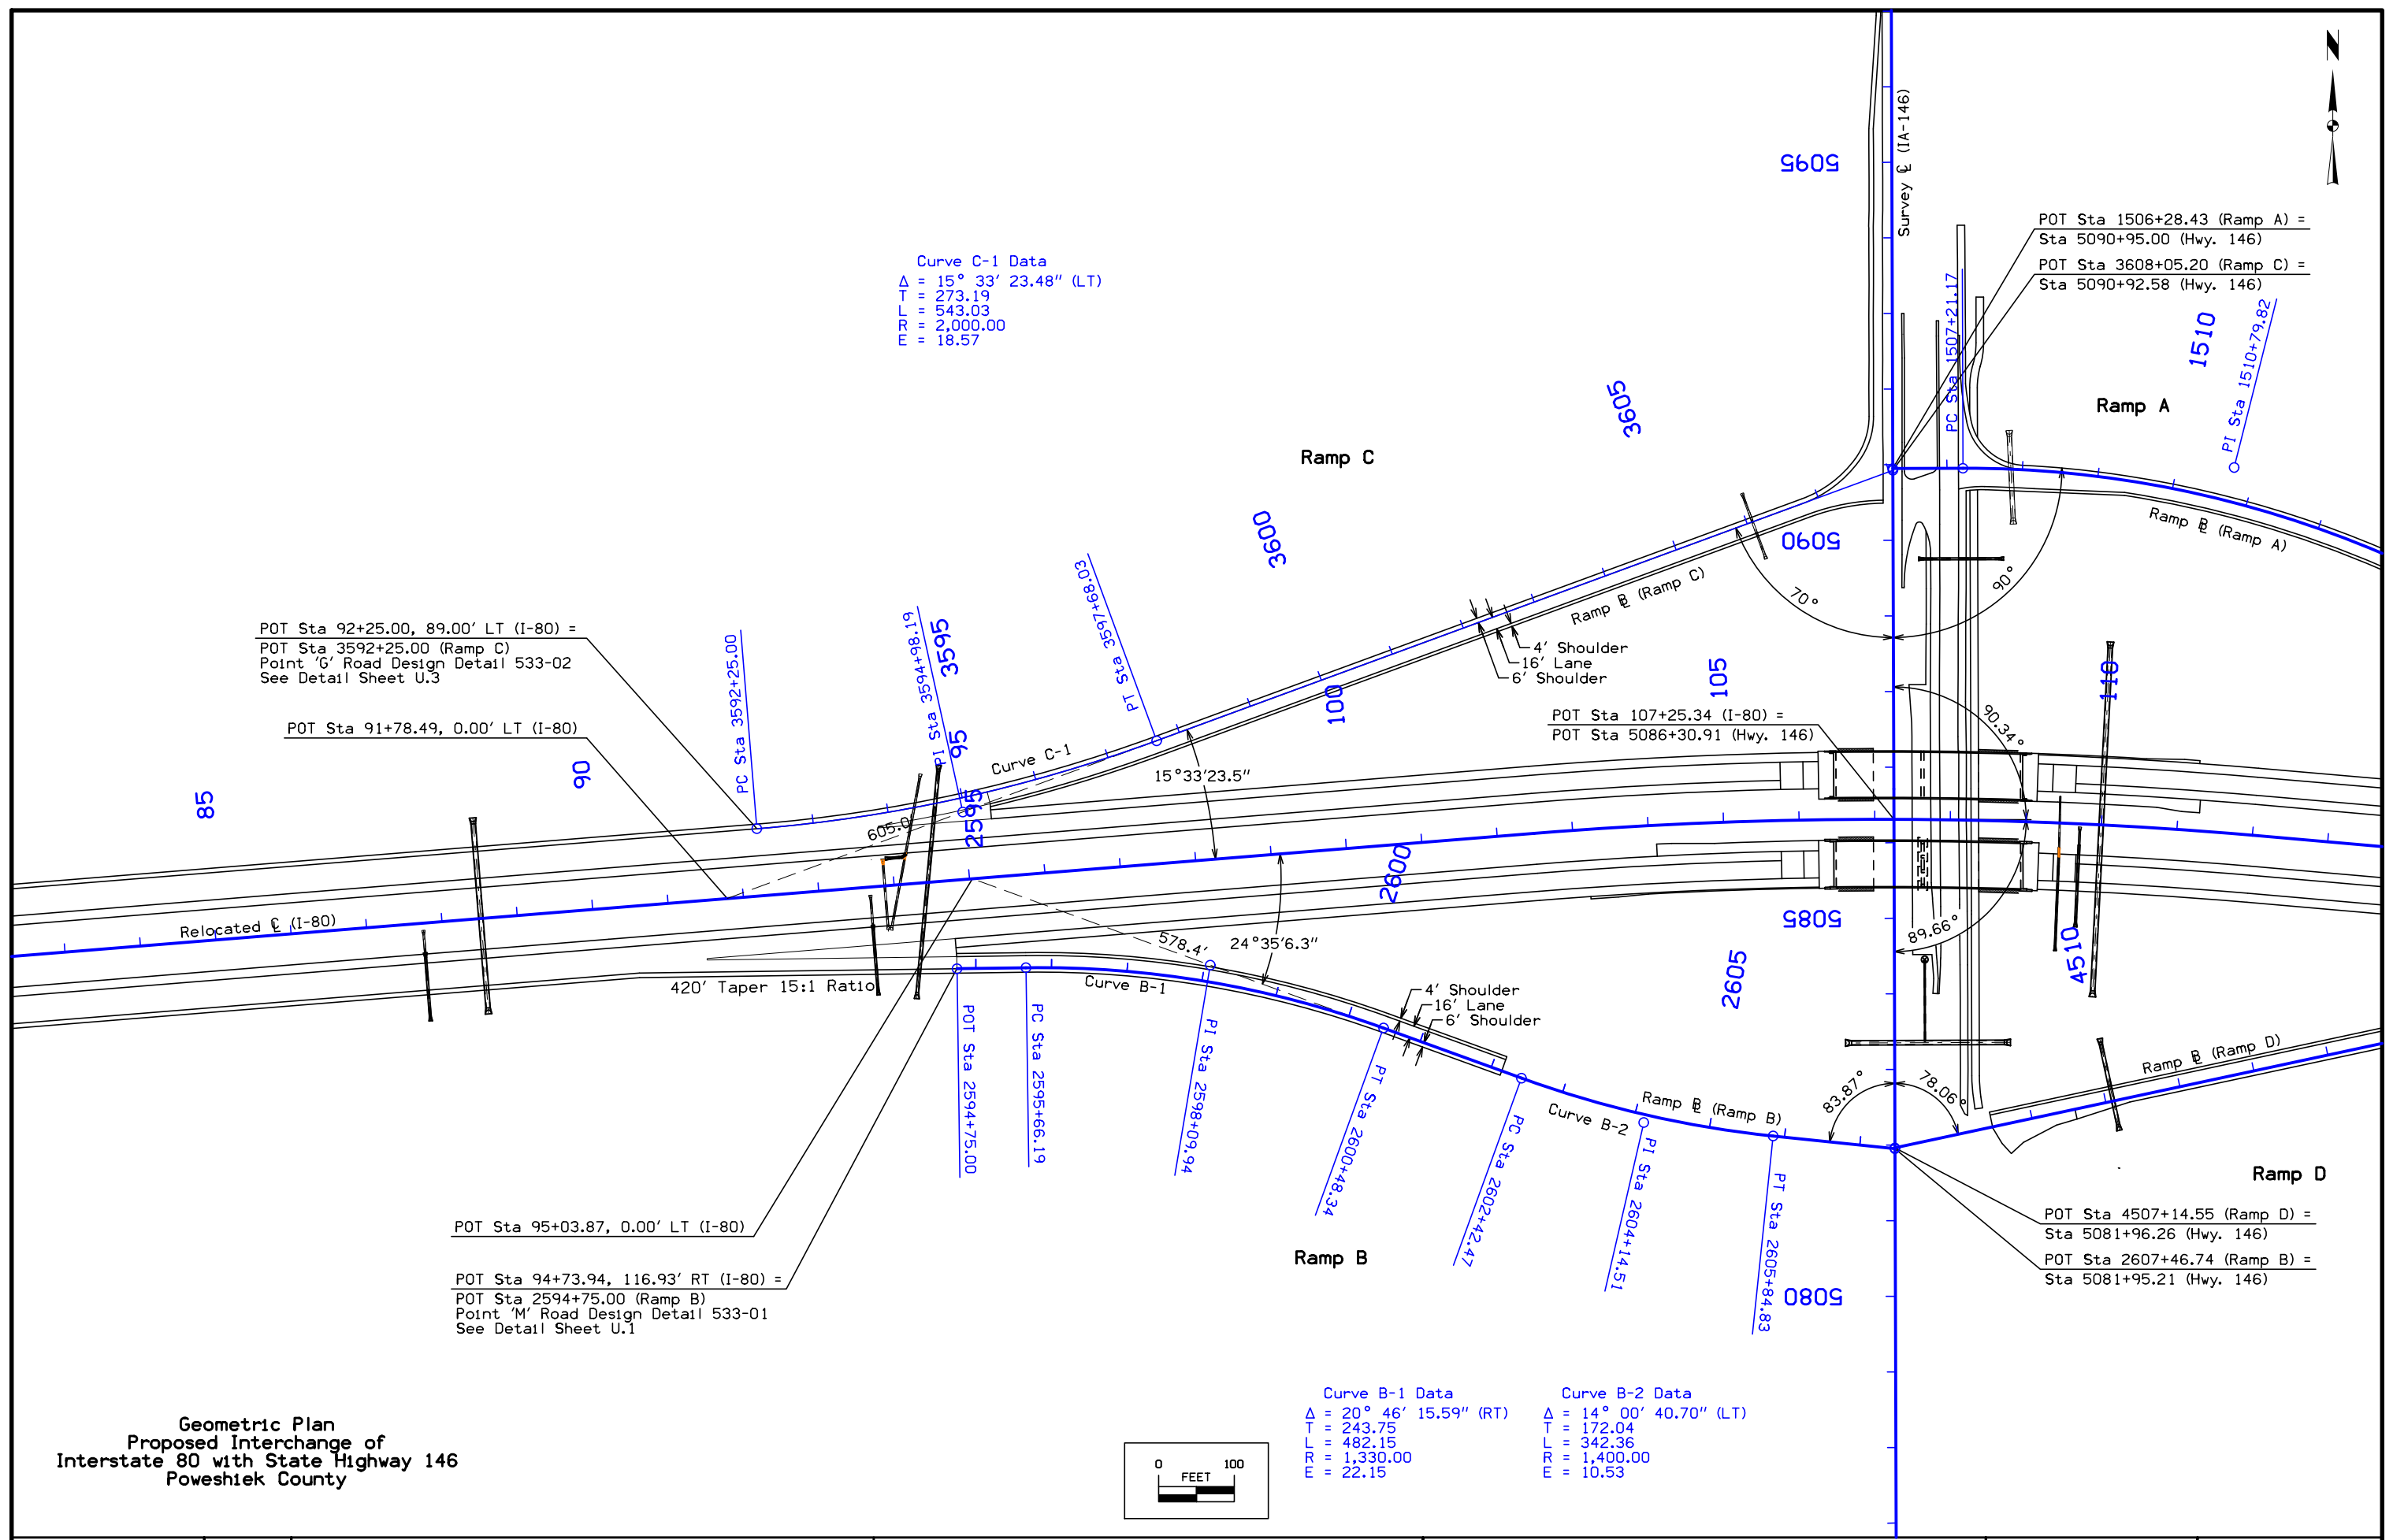 N
Survey ℄ (IA-146)
5095
POT Sta 1506+28.43 (Ramp A) =
Sta 5090+95.00 (Hwy. 146)
POT Sta 3608+05.20 (Ramp C) =
Sta 5090+92.58 (Hwy. 146)
Curve C-1 Data
Δ = 15° 33' 23.48" (LT)
T = 273.19
L = 543.03
R = 2,000.00
E = 18.57
PC Sta 1507+21.17
1510
PI Sta 1510+79.82
Ramp A
3605
Ramp C
3600
5090
Ramp ⅊ (Ramp A)
90°
70°
Ramp ⅊ (Ramp C)
PT Sta 3597+68.03
POT Sta 92+25.00, 89.00' LT (I-80) =
POT Sta 3592+25.00 (Ramp C)
Point 'G' Road Design Detail 533-02
See Detail Sheet U.3
PC Sta 3592+25.00
PI Sta 3594+98.19
3595
4' Shoulder
16' Lane
6' Shoulder
105
110
100
POT Sta 91+78.49, 0.00' LT (I-80)
POT Sta 107+25.34 (I-80) =
POT Sta 5086+30.91 (Hwy. 146)
90.34°
95
Curve C-1
15°33'23.5"
85
90
605.0'
2595
2600
Relocated ℄ (I-80)
5085
89.66°
578.4'
24°35'6.3"
4510
2605
420' Taper 15:1 Ratio
Curve B-1
4' Shoulder
16' Lane
6' Shoulder
POT Sta 2594+75.00
PC Sta 2595+66.19
PI Sta 2598+09.94
PT Sta 2600+48.34
PC Sta 2602+42.47
Curve B-2
Ramp ⅊ (Ramp B)
PI Sta 2604+14.51
PT Sta 2605+84.83
83.87°
78.06°
Ramp ⅊ (Ramp D)
Ramp D
POT Sta 95+03.87, 0.00' LT (I-80)
POT Sta 4507+14.55 (Ramp D) =
Sta 5081+96.26 (Hwy. 146)
Ramp B
POT Sta 2607+46.74 (Ramp B) =
Sta 5081+95.21 (Hwy. 146)
POT Sta 94+73.94, 116.93' RT (I-80) =
POT Sta 2594+75.00 (Ramp B)
Point 'M' Road Design Detail 533-01
See Detail Sheet U.1
5080
Curve B-1 Data
Δ = 20° 46' 15.59" (RT)
T = 243.75
L = 482.15
R = 1,330.00
E = 22.15
Curve B-2 Data
Δ = 14° 00' 40.70" (LT)
T = 172.04
L = 342.36
R = 1,400.00
E = 10.53
Geometric Plan
Proposed Interchange of
Interstate 80 with State Highway 146
Poweshiek County
0 100
FEET